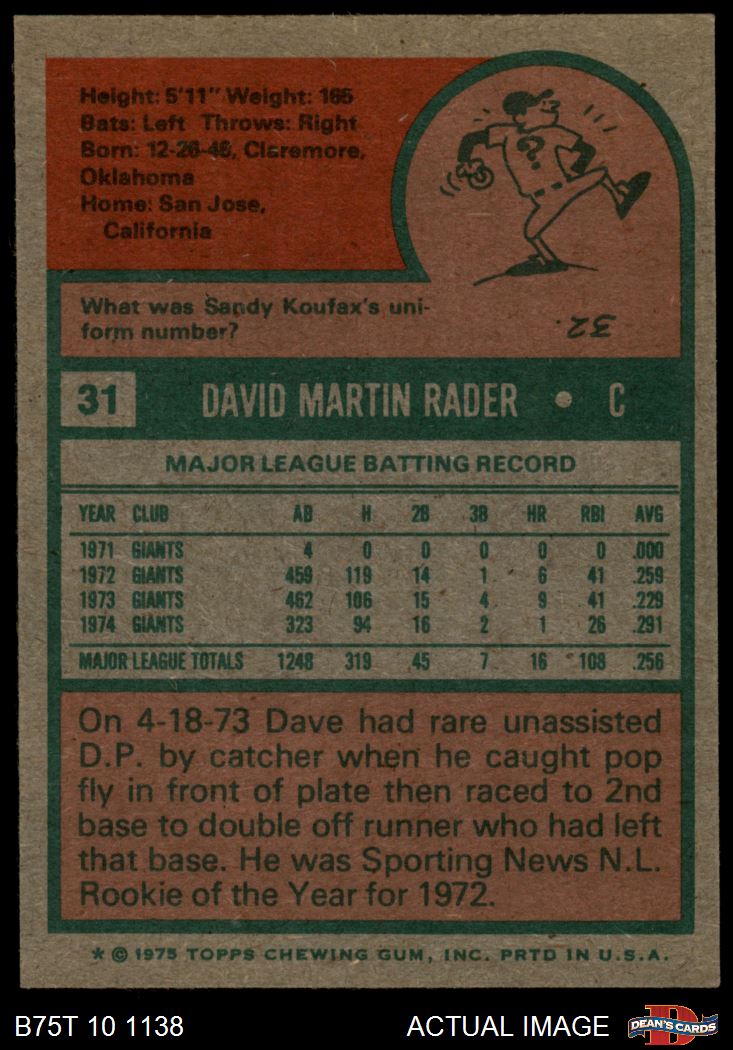 Height: 5'11" Weight: 165
Bats: Left Throws: Right
Born: 12-26-48, Claremore,
Oklahoma
Home: San Jose,
California
?
What was Sandy Koufax's uni-
form number?
32.
31 DAVID MARTIN RADER • C
MAJOR LEAGUE BATTING RECORD
YEAR CLUB AB H 2B 3B HR RBI AVG
1971 GIANTS 4 0 0 0 0 0 .000
1972 GIANTS 459 119 14 1 6 41 .259
1973 GIANTS 462 106 15 4 9 41 .229
1974 GIANTS 323 94 16 2 1 26 .291
MAJOR LEAGUE TOTALS 1248 319 45 7 16 108 .256
On 4-18-73 Dave had rare unassisted
D.P. by catcher when he caught pop
fly in front of plate then raced to 2nd
base to double off runner who had left
that base. He was Sporting News N.L.
Rookie of the Year for 1972.
* © 1975 TOPPS CHEWING GUM, INC. PRTD IN U.S.A.
B75T 10 1138 ACTUAL IMAGE DEAN'S CARDS